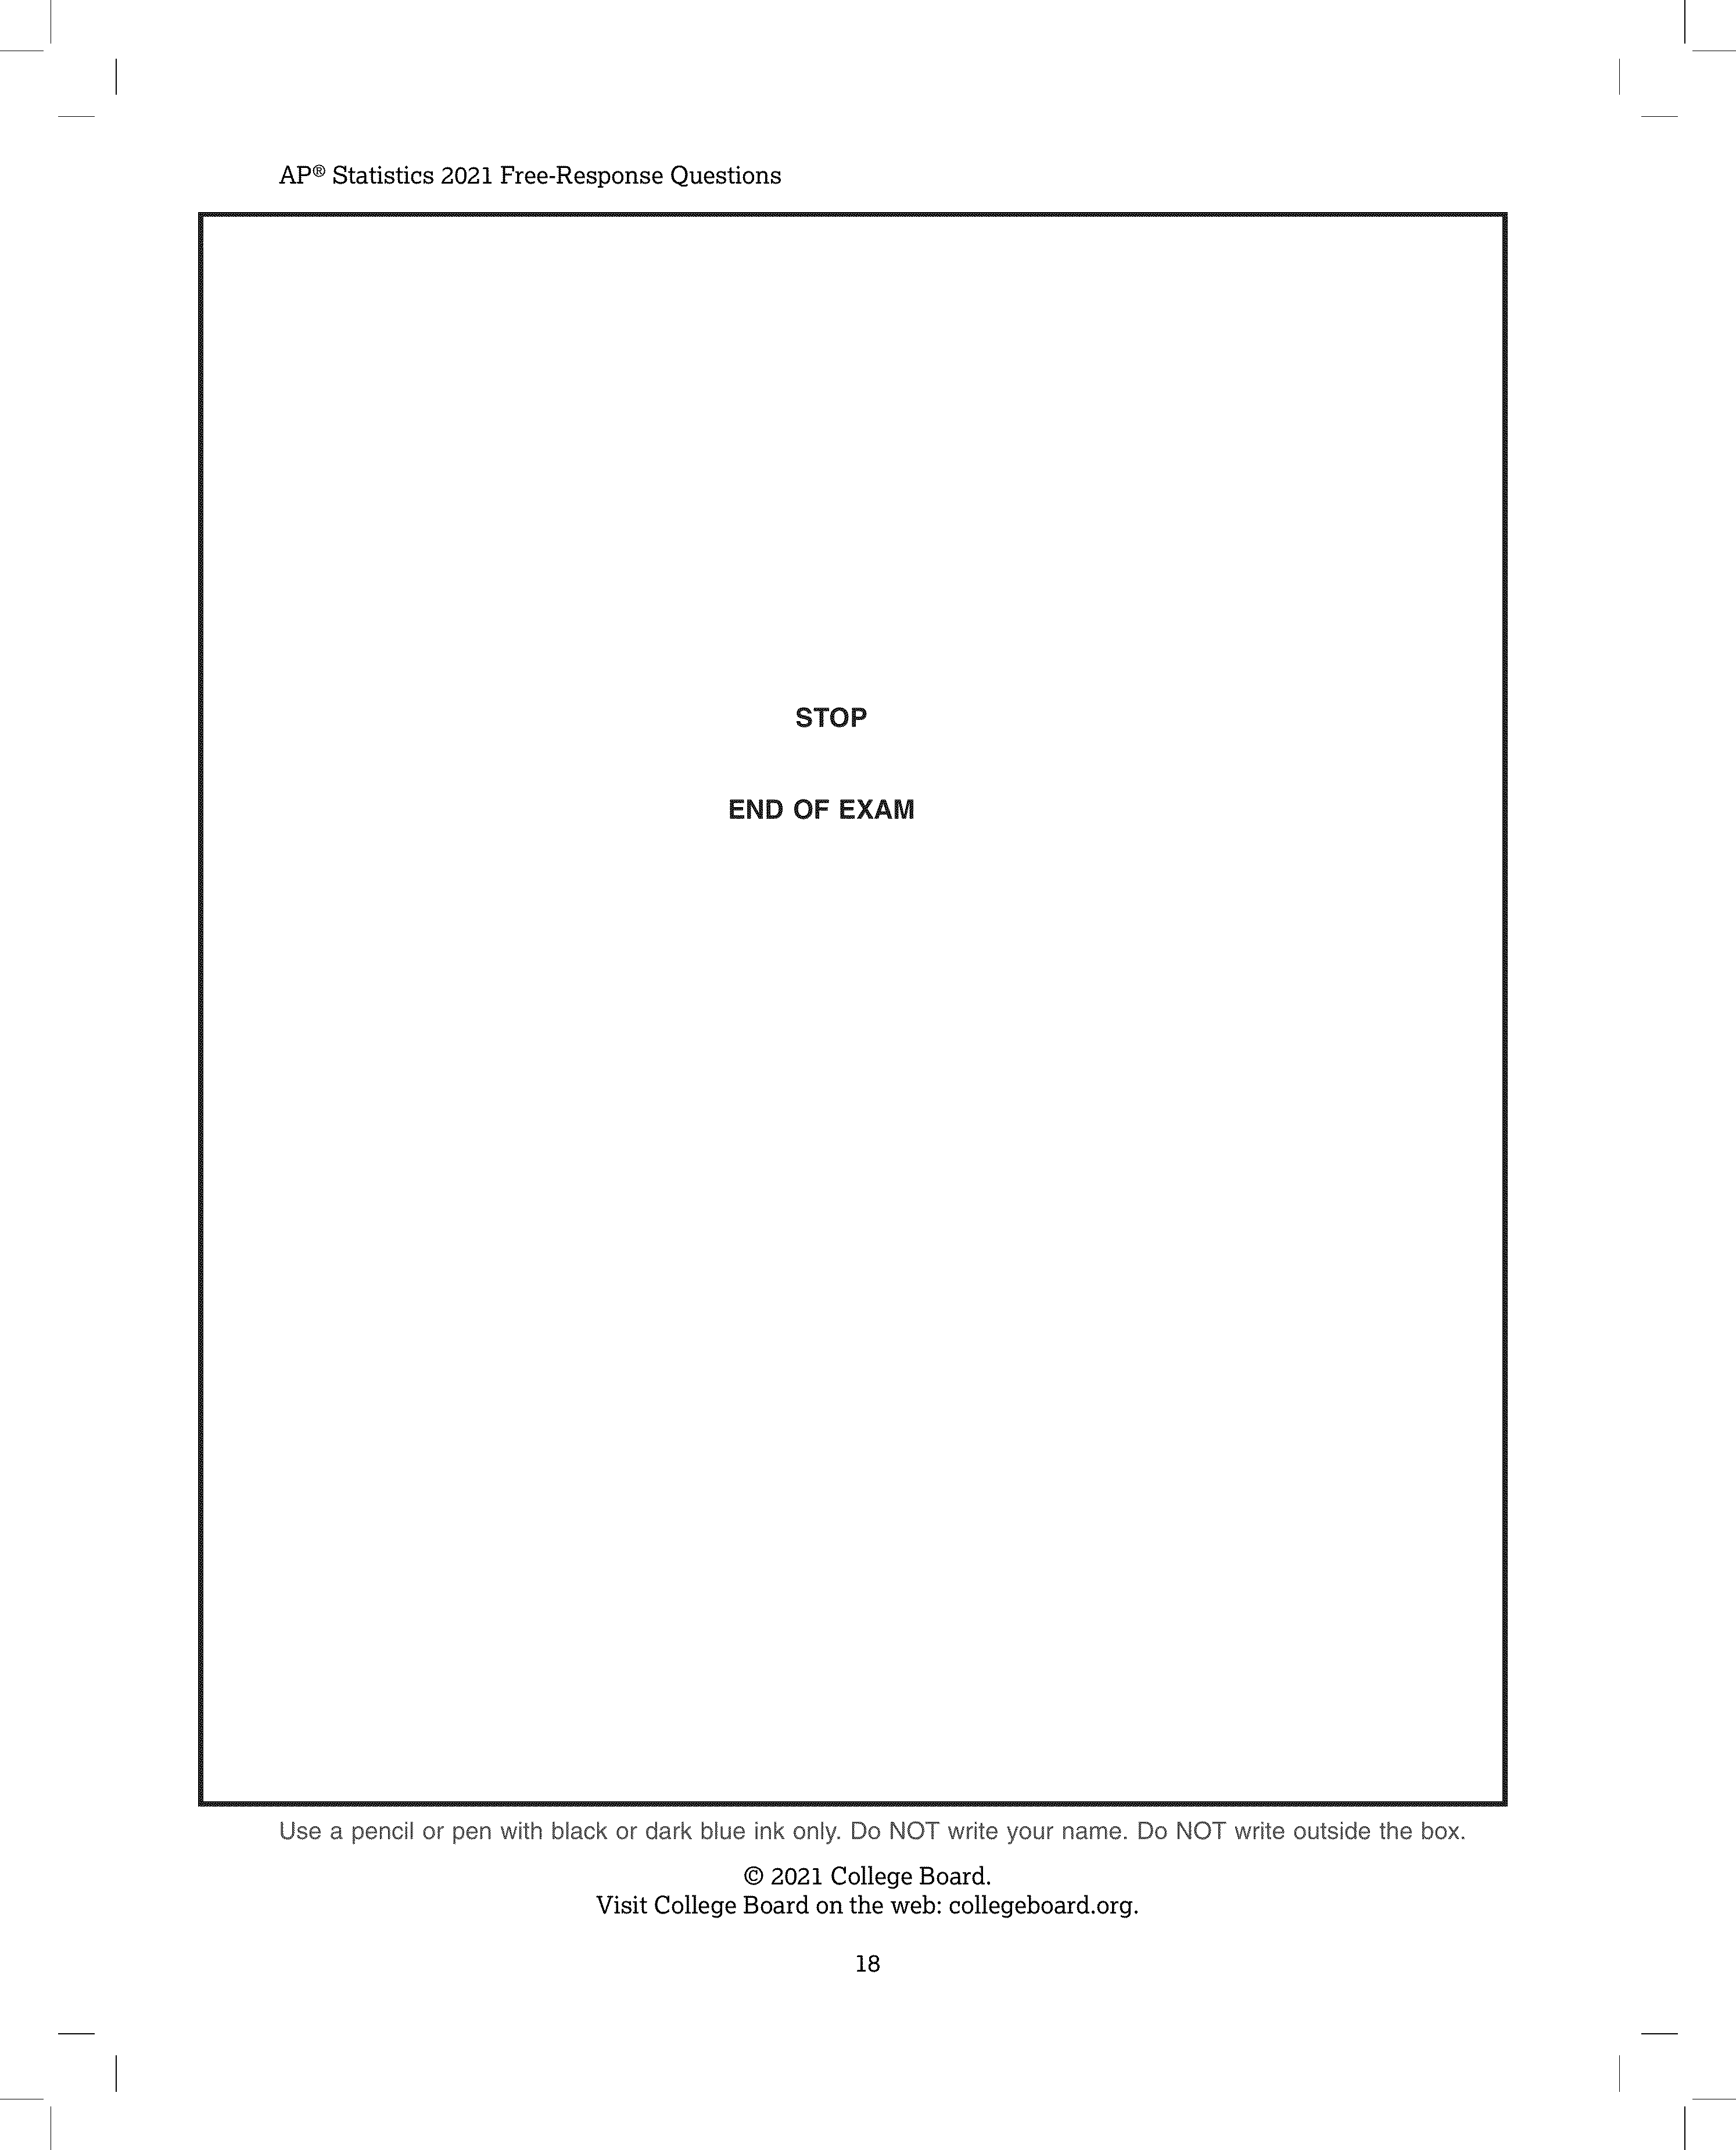 AP® Statistics 2021 Free-Response Questions
STOP
END OF EXAM
Use a pencil or pen with black or dark blue ink only. Do NOT write your name. Do NOT write outside the box.
© 2021 College Board.
Visit College Board on the web: collegeboard.org.
18